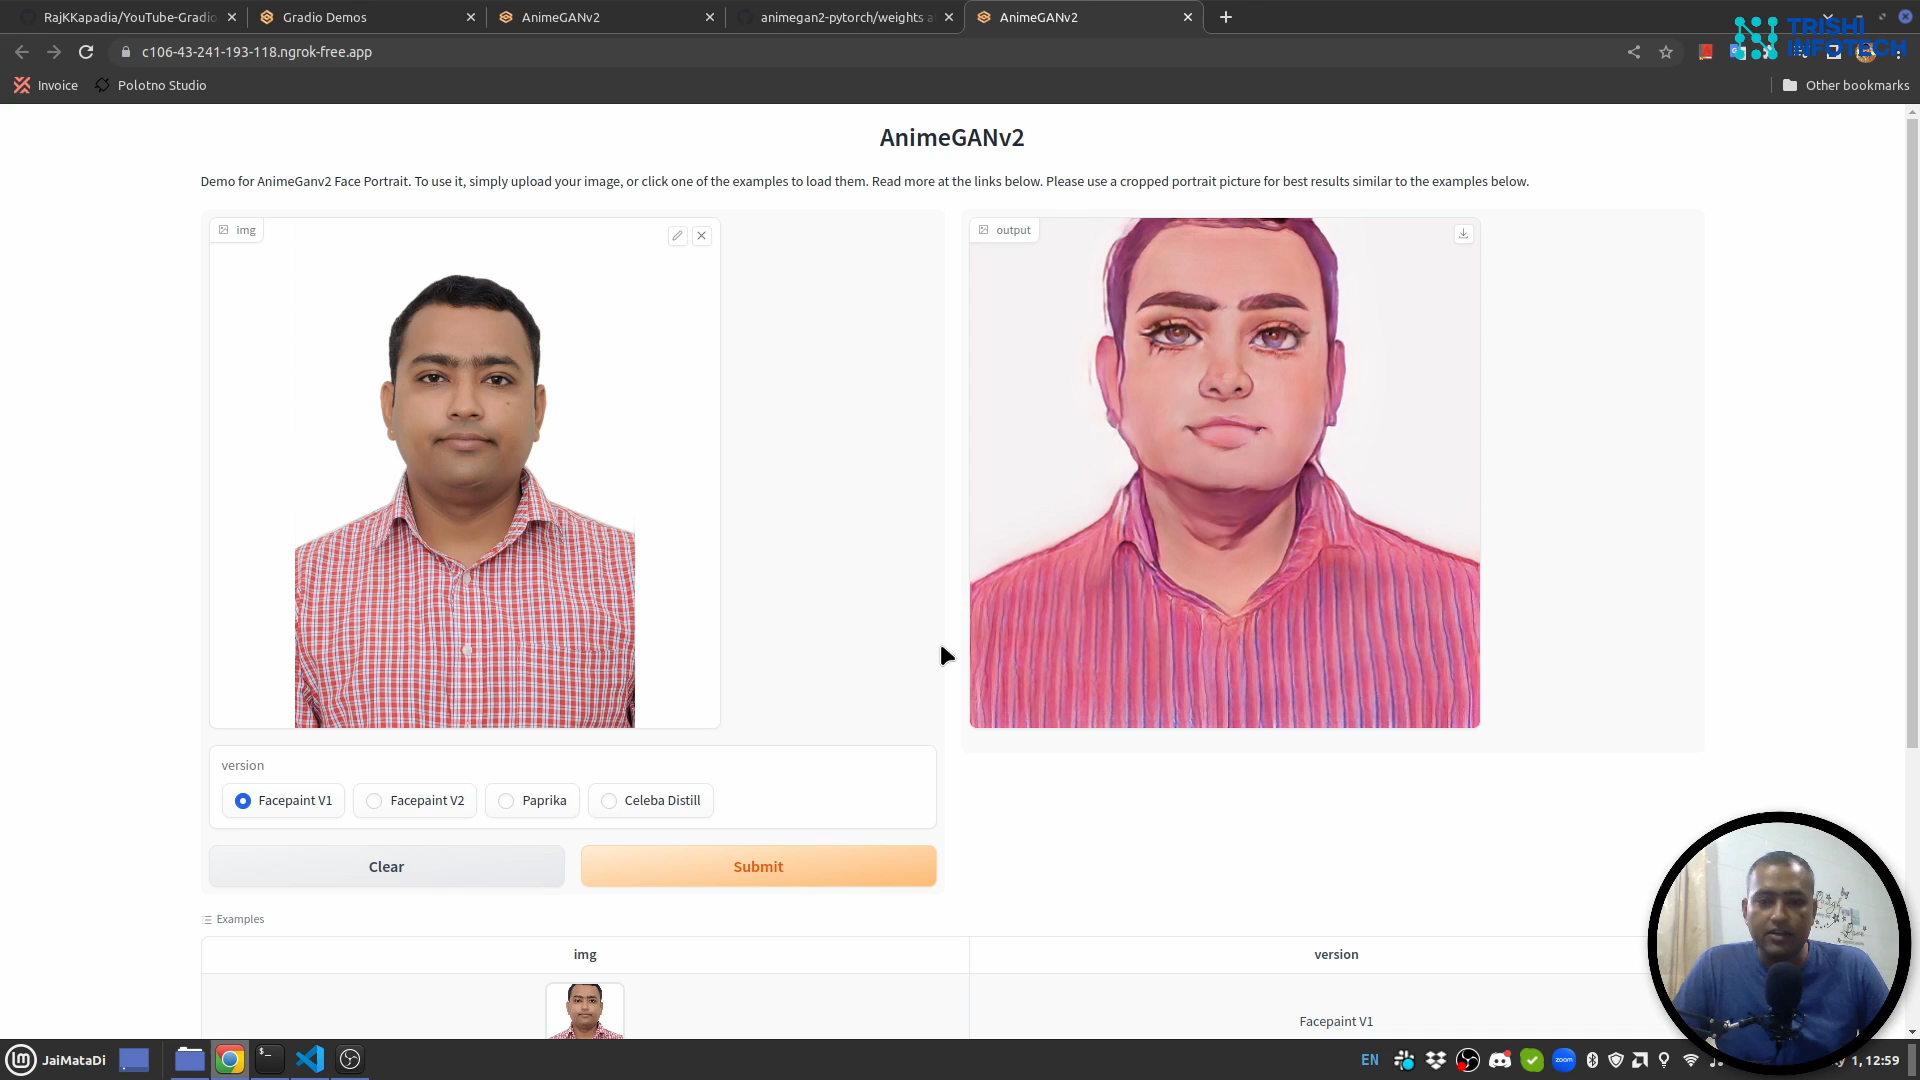 RajKKapadia/YouTube-Gradio
Gradio Demos
AnimeGANv2
animegan2-pytorch/weights a
AnimeGANv2
c106-43-241-193-118.ngrok-free.app
TRISHI
INFOTECH
Invoice
Polotno Studio
Other bookmarks
AnimeGANv2
Demo for AnimeGanv2 Face Portrait. To use it, simply upload your image, or click one of the examples to load them. Read more at the links below. Please use a cropped portrait picture for best results similar to the examples below.
img
output
version
Facepaint V1
Facepaint V2
Paprika
Celeba Distill
Clear
Submit
Examples
img
version
Facepaint V1
JaiMataDi
EN
zoom
y 1, 12:59